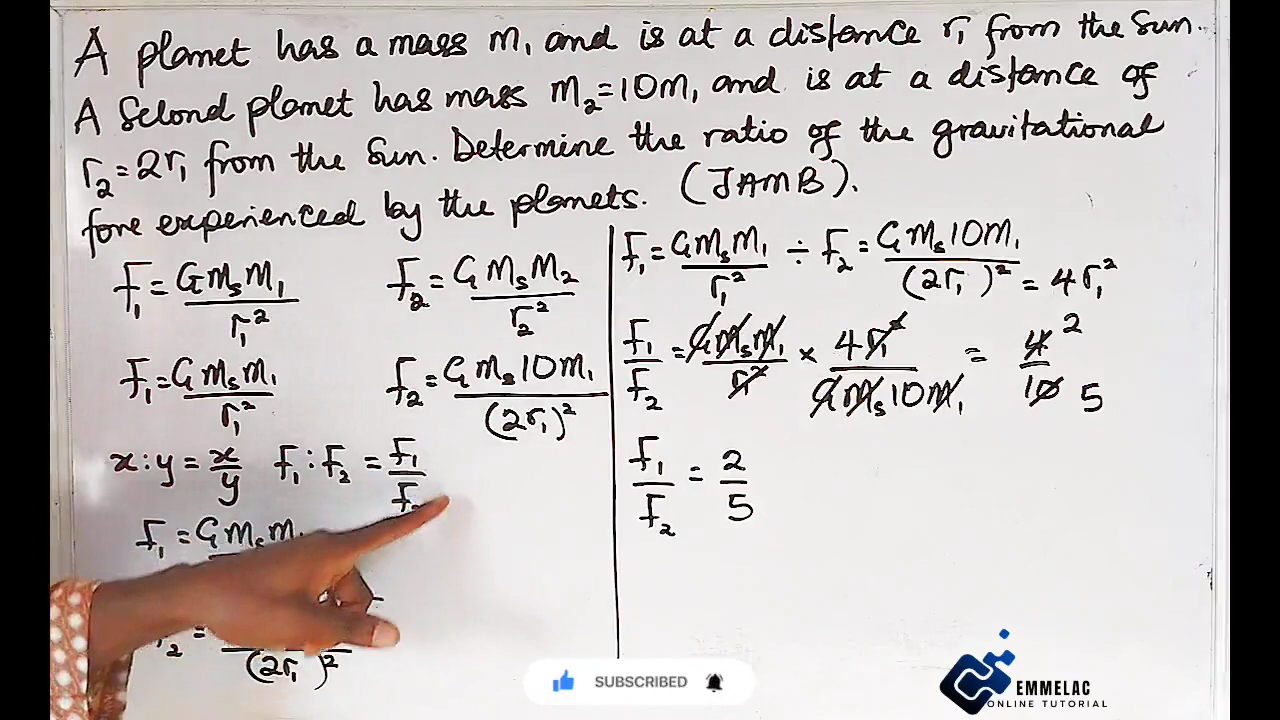 A planet has a mass m₁ and is at a distance r₁ from the Sun.
A Second planet has mass m₂=10m₁ and is at a distance of
r₂=2r₁ from the Sun. Determine the ratio of the gravitational
force experienced by the planets. (JAMB).
F₁ = GMₛM₁/r₁² F₂ = GMₛM₂/r₂²
F₁ = GMₛM₁/r₁² F₂ = GMₛ10M₁/(2r₁)²
x:y = x/y F₁:F₂ = F₁/F₂
F₁ = GMₛM₁
F₂ = (2r₁)²
F₁ = GMₛM₁/r₁² ÷ F₂ = GMₛ10M₁/(2r₁)² = 4r₁²
F₁/F₂ = GMₛM₁/r² × 4r₁²/GMₛ10M₁ = 4/10 2 5
F₁/F₂ = 2/5
SUBSCRIBED
EMMELAC
ONLINE TUTORIAL